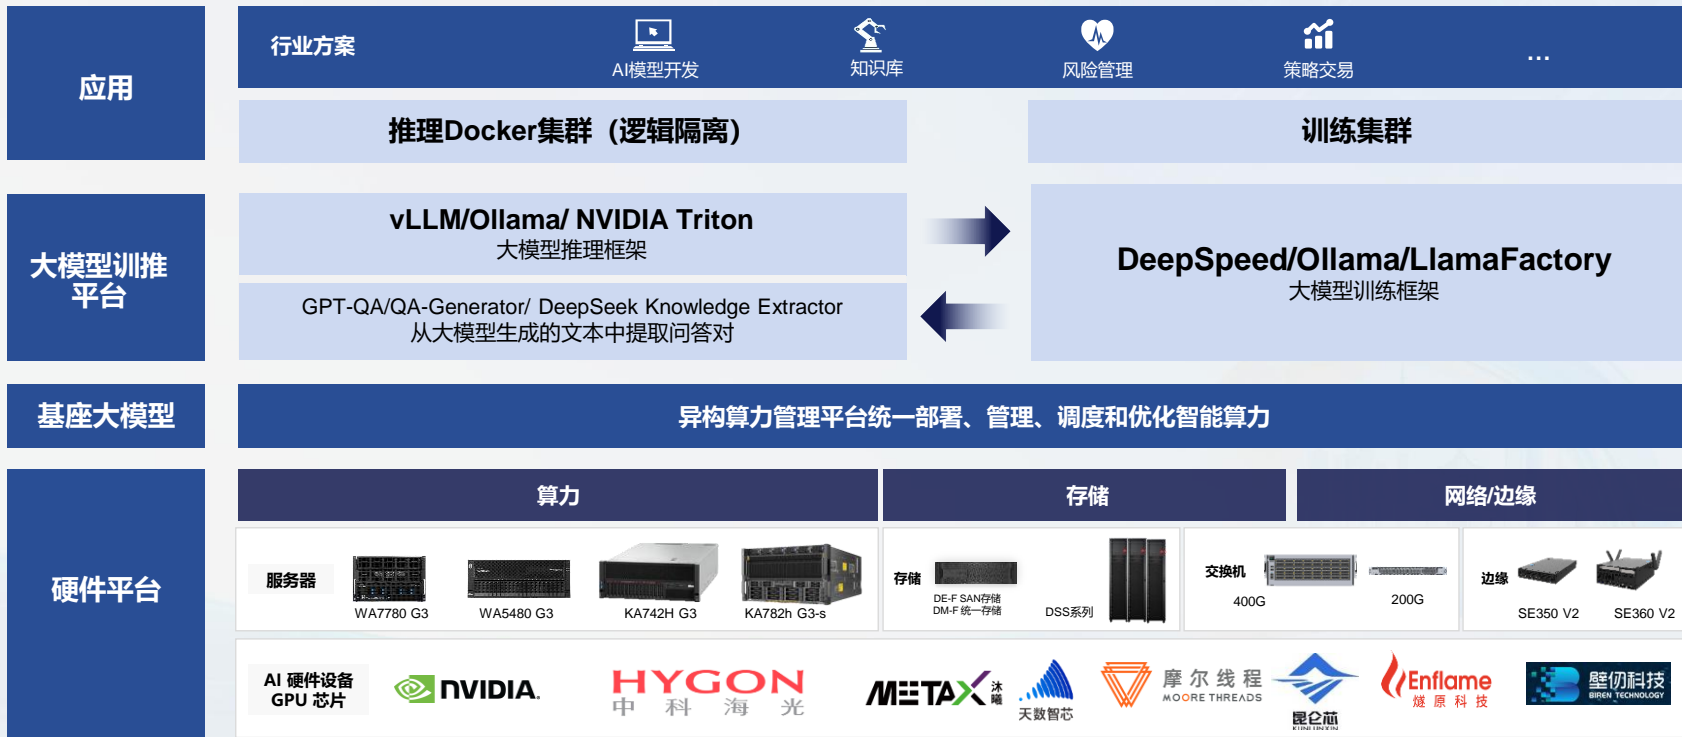 应用
行业方案
AI模型开发
知识库
风险管理
策略交易
...
推理Docker集群（逻辑隔离）
训练集群
大模型训推
平台
vLLM/Ollama/ NVIDIA Triton
大模型推理框架
GPT-QA/QA-Generator/ DeepSeek Knowledge Extractor
从大模型生成的文本中提取问答对
DeepSpeed/Ollama/LlamaFactory
大模型训练框架
基座大模型
异构算力管理平台统一部署、管理、调度和优化智能算力
硬件平台
算力
存储
网络/边缘
服务器
WA7780 G3
WA5480 G3
KA742H G3
KA782h G3-s
存储
DE-F SAN存储
DM-F 统一存储
DSS系列
交换机
400G
200G
边缘
SE350 V2
SE360 V2
AI 硬件设备
GPU 芯片
NVIDIA.
HYGON
中科海光
METAX
沐曦
天数智芯
摩尔线程
MOORE THREADS
昆仑芯
KUNLUNXIN
Enflame
燧原科技
壁仞科技
BIREN TECHNOLOGY